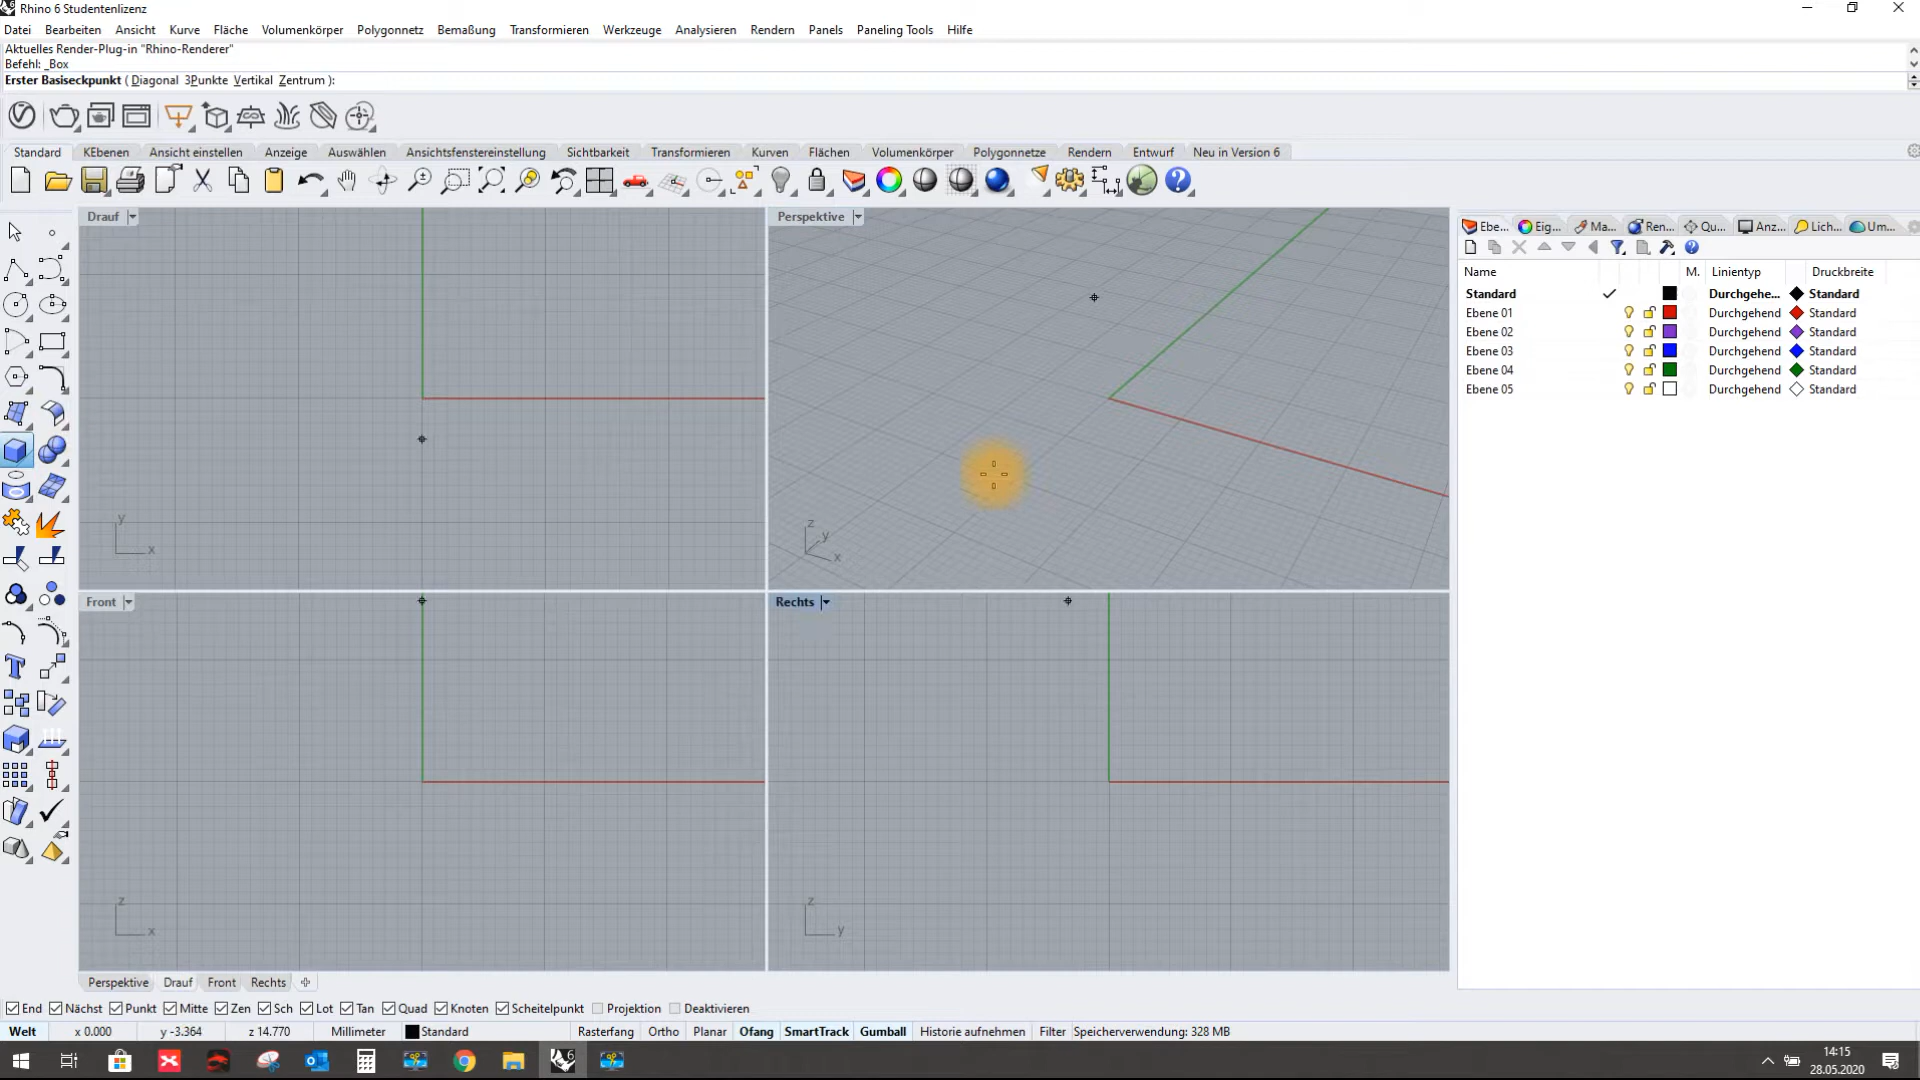 Rhino 6 Studentenlizenz
Datei Bearbeiten Ansicht Kurve Fläche Volumenkörper Polygonnetz Bemaßung Transformieren Werkzeuge Analysieren Rendern Panels Paneling Tools Hilfe
Aktuelles Render-Plug-in "Rhino-Renderer"
Befehl: _Box
Erster Basiseckpunkt ( Diagonal 3Punkte Vertikal Zentrum ):
Standard KEbenen Ansicht einstellen Anzeige Auswählen Ansichtsfenstereinstellung Sichtbarkeit Transformieren Kurven Flächen Volumenkörper Polygonnetze Rendern Entwurf Neu in Version 6
Drauf
Perspektive
Ebe... Eig... Ma... Ren... Qu... Anz... Lich... Um...
Name M. Linientyp Druckbreite
Standard Durchgehe... Standard
Ebene 01 Durchgehend Standard
Ebene 02 Durchgehend Standard
Ebene 03 Durchgehend Standard
Ebene 04 Durchgehend Standard
Ebene 05 Durchgehend Standard
y
x
z
y
x
Front
Rechts
z
x
z
y
Perspektive Drauf Front Rechts
End Nächst Punkt Mitte Zen Sch Lot Tan Quad Knoten Scheitelpunkt Projektion Deaktivieren
Welt x 0.000 y -3.364 z 14.770 Millimeter Standard Rasterfang Ortho Planar Ofang SmartTrack Gumball Historie aufnehmen Filter Speicherverwendung: 328 MB
6
14:15
28.05.2020